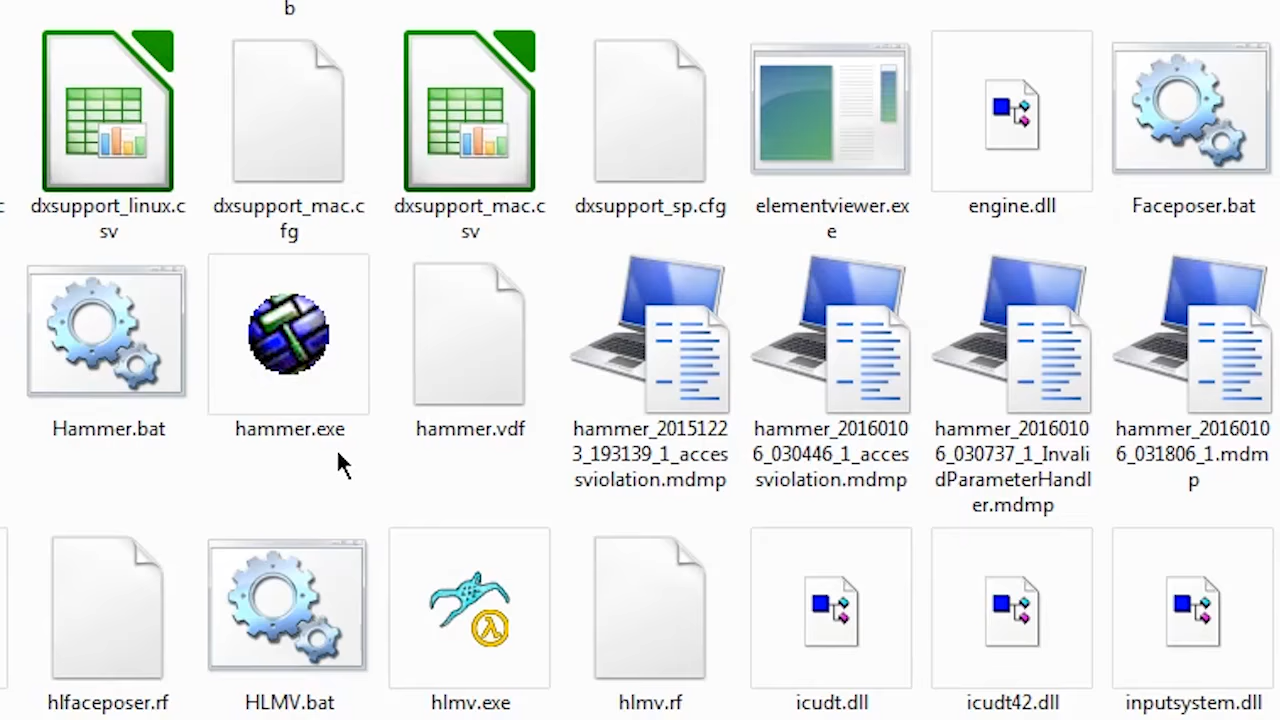 b
c
dxsupport_linux.c
sv
dxsupport_mac.c
fg
dxsupport_mac.c
sv
dxsupport_sp.cfg
elementviewer.ex
e
engine.dll
Faceposer.bat
Hammer.bat
hammer.exe
hammer.vdf
hammer_2015122
3_193139_1_acces
sviolation.mdmp
hammer_2016010
6_030446_1_acces
sviolation.mdmp
hammer_2016010
6_030737_1_Invali
dParameterHandl
er.mdmp
hammer_2016010
6_031806_1.mdm
p
hlfaceposer.rf
HLMV.bat
hlmv.exe
hlmv.rf
icudt.dll
icudt42.dll
inputsystem.dll